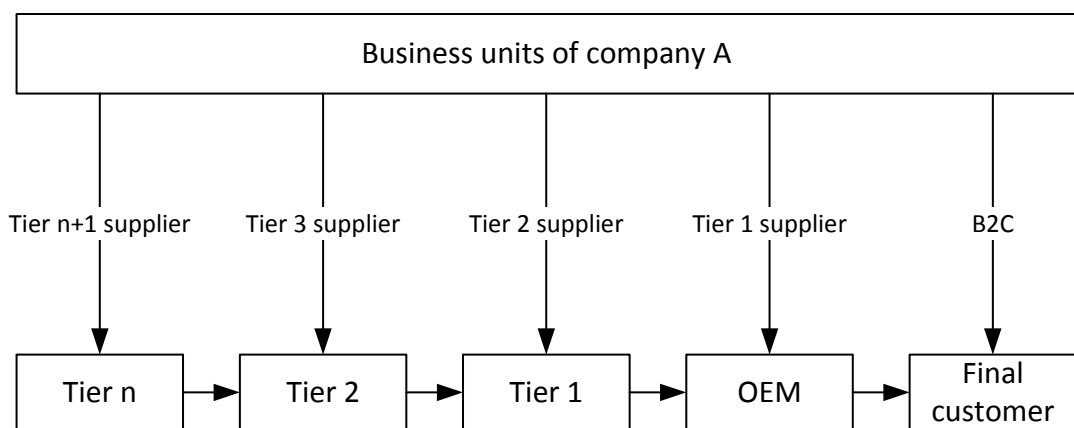 Business units of company A
Tier n+1 supplier
Tier 3 supplier
Tier 2 supplier
Tier 1 supplier
B2C
Tier n
Tier 2
Tier 1
OEM
Final
customer